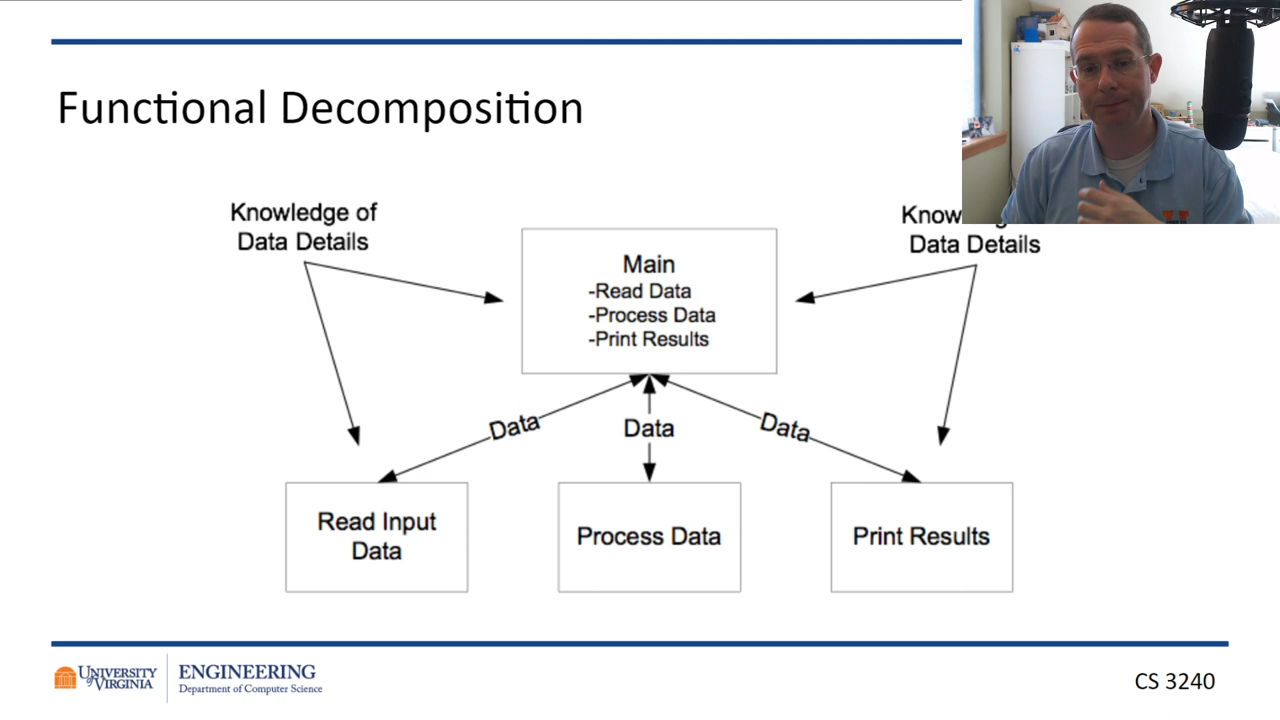 Functional Decomposition
Knowledge of
Data Details
Data Details
Main
-Read Data
-Process Data
-Print Results
Data
Data
Data
Read Input
Data
Process Data
Print Results
UNIVERSITY
of VIRGINIA
ENGINEERING
Department of Computer Science
CS 3240